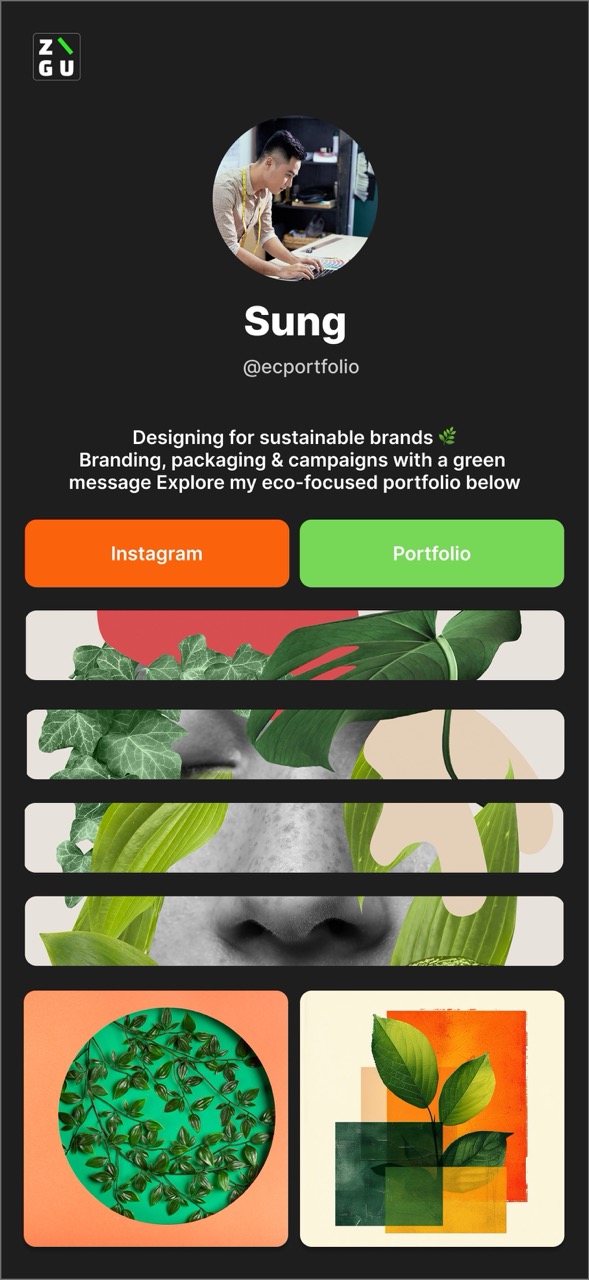 Z\
GU
Sung
@ecportfolio
Designing for sustainable brands 🌿
Branding, packaging & campaigns with a green
message Explore my eco-focused portfolio below
Instagram
Portfolio